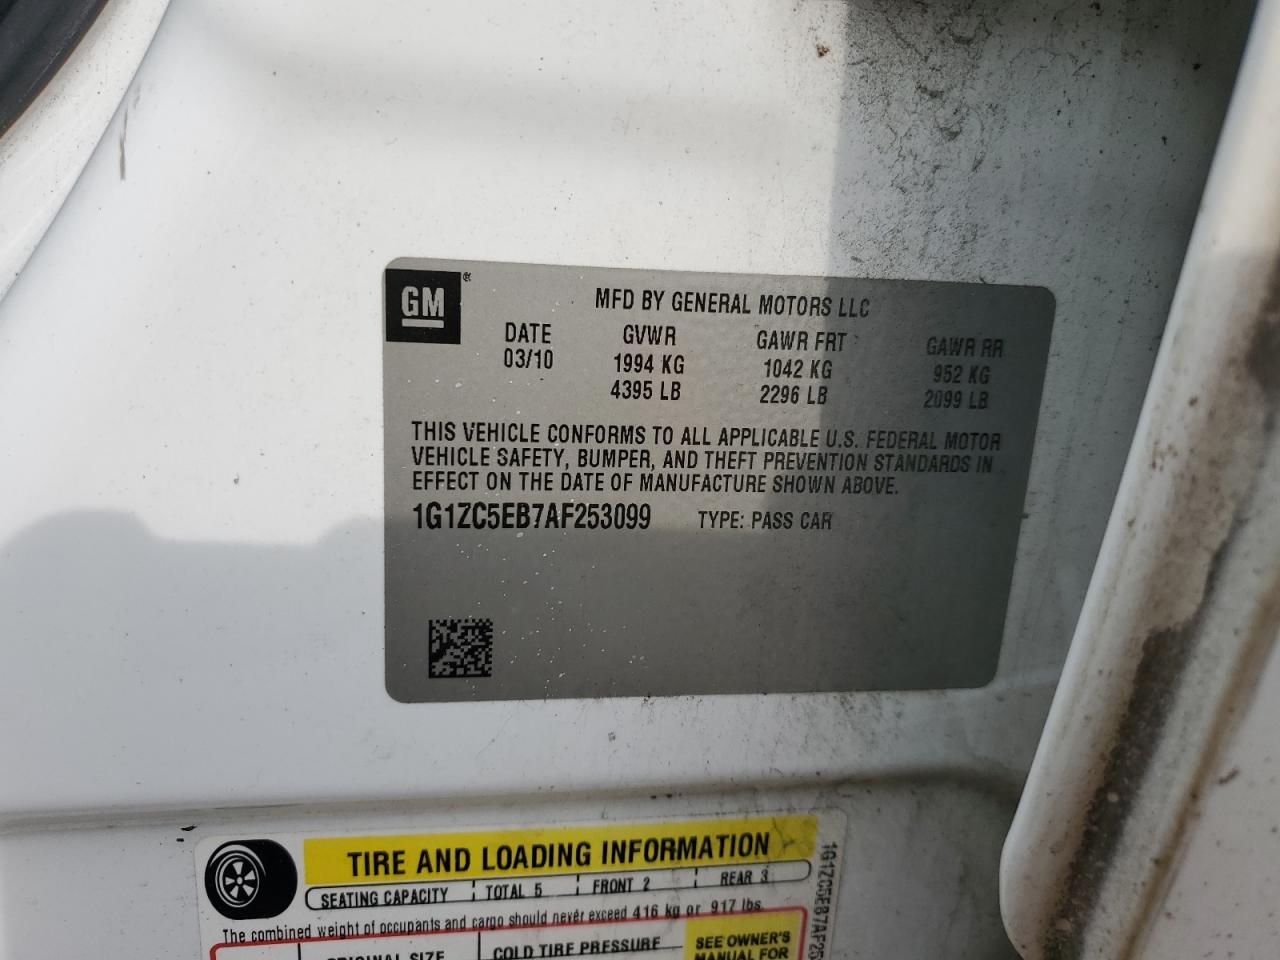 GM®
MFD BY GENERAL MOTORS LLC
DATE GVWR GAWR FRT GAWR RR
03/10 1994 KG 1042 KG 952 KG
4395 LB 2296 LB 2099 LB
THIS VEHICLE CONFORMS TO ALL APPLICABLE U.S. FEDERAL MOTOR
VEHICLE SAFETY, BUMPER, AND THEFT PREVENTION STANDARDS IN
EFFECT ON THE DATE OF MANUFACTURE SHOWN ABOVE.
1G1ZC5EB7AF253099 TYPE: PASS CAR
TIRE AND LOADING INFORMATION
SEATING CAPACITY TOTAL 5 FRONT 2 REAR 3
The combined weight of occupants and cargo should never exceed 416 kg or 917 lbs.
ORIGINAL SIZE COLD TIRE PRESSURE SEE OWNER'S
MANUAL FOR
1G1ZC5EB7AF25